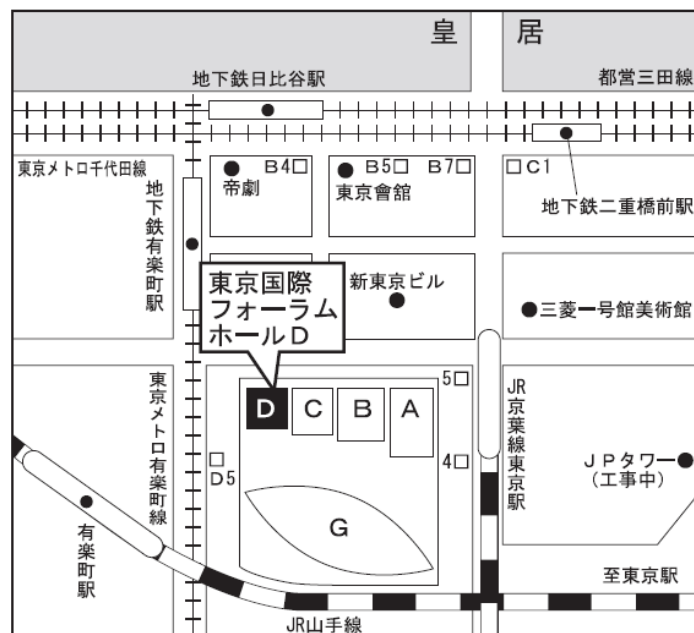 皇居
地下鉄日比谷駅
都営三田線
東京メトロ千代田線
帝劇
B4
東京會舘
B5
B7
C1
地下鉄二重橋前駅
地下鉄有楽町駅
東京国際
フォーラム
ホールD
新東京ビル
三菱一号館美術館
東京メトロ有楽町線
D
C
B
A
5
4
D5
G
JR京葉線東京駅
JPタワー
(工事中)
有楽町駅
至東京駅
JR山手線